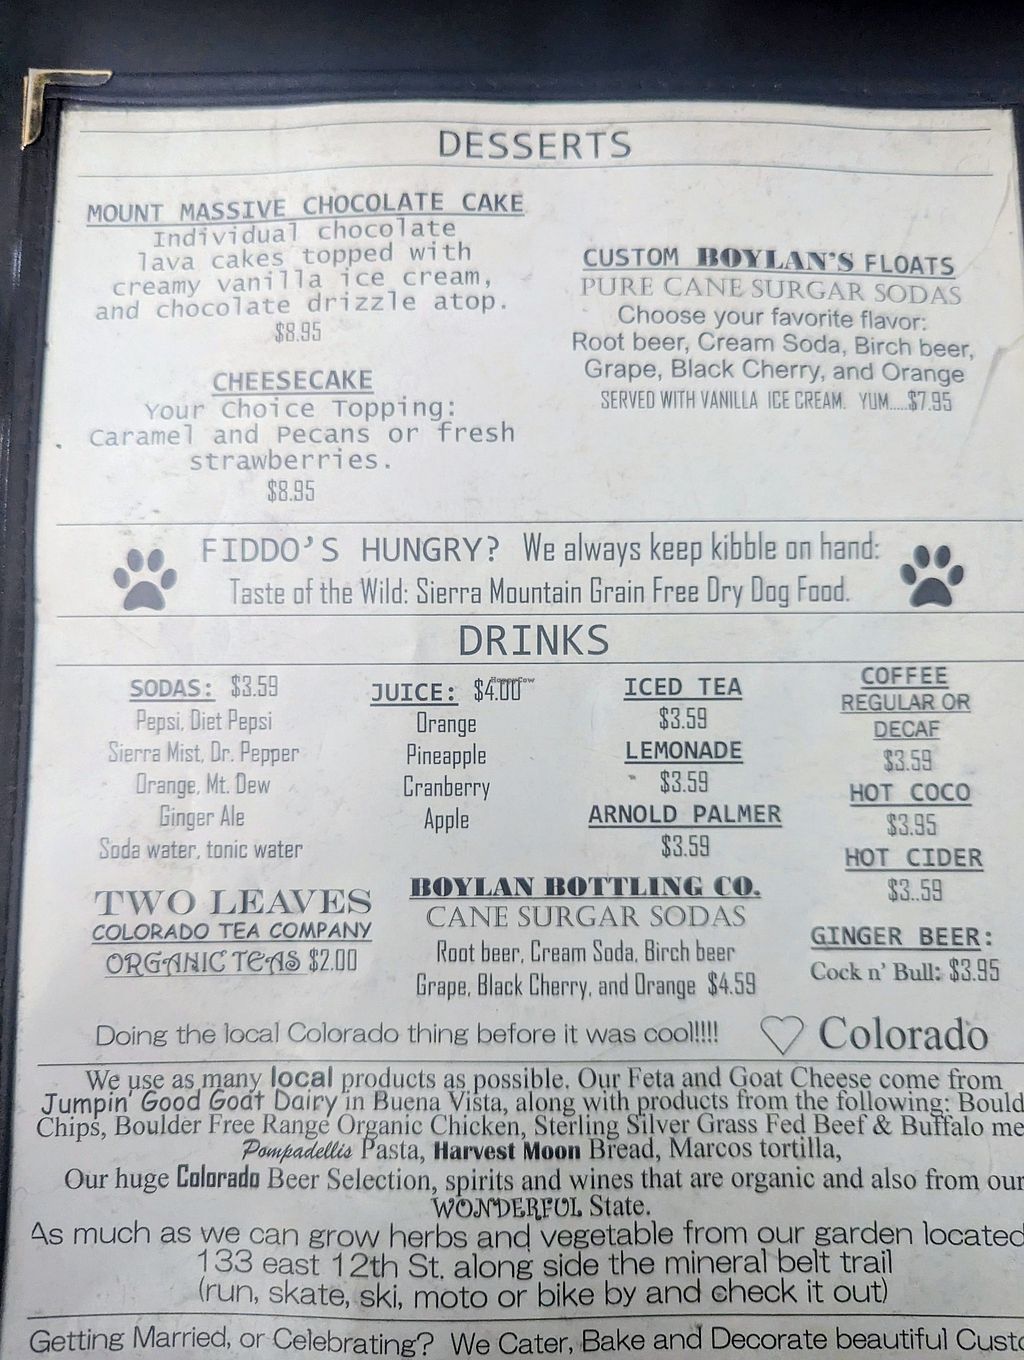 DESSERTS
MOUNT MASSIVE CHOCOLATE CAKE
Individual chocolate
lava cakes topped with
creamy vanilla ice cream,
and chocolate drizzle atop.
$8.95
CHEESECAKE
Your Choice Topping:
Caramel and Pecans or fresh
strawberries.
$8.95
CUSTOM BOYLAN'S FLOATS
PURE CANE SURGAR SODAS
Choose your favorite flavor:
Root beer, Cream Soda, Birch beer,
Grape, Black Cherry, and Orange
SERVED WITH VANILLA ICE CREAM. YUM.....$7.95
FIDDO'S HUNGRY? We always keep kibble on hand:
Taste of the Wild: Sierra Mountain Grain Free Dry Dog Food.
DRINKS
SODAS: $3.59
Pepsi, Diet Pepsi
Sierra Mist, Dr. Pepper
Orange, Mt. Dew
Ginger Ale
Soda water, tonic water
JUICE: $4.00
HappyCow
Orange
Pineapple
Cranberry
Apple
ICED TEA
$3.59
LEMONADE
$3.59
ARNOLD PALMER
$3.59
COFFEE
REGULAR OR
DECAF
$3.59
HOT COCO
$3.95
HOT CIDER
$3..59
TWO LEAVES
COLORADO TEA COMPANY
ORGANIC TEAS $2.00
BOYLAN BOTTLING CO.
CANE SURGAR SODAS
Root beer, Cream Soda, Birch beer
Grape, Black Cherry, and Orange $4.59
GINGER BEER:
Cock n' Bull: $3.95
Doing the local Colorado thing before it was cool!!!! Colorado
We use as many local products as possible. Our Feta and Goat Cheese come from
Jumpin' Good Goat Dairy in Buena Vista, along with products from the following: Bould
Chips, Boulder Free Range Organic Chicken, Sterling Silver Grass Fed Beef & Buffalo me
Pompadellis Pasta, Harvest Moon Bread, Marcos tortilla,
Our huge Colorado Beer Selection, spirits and wines that are organic and also from our
WONDERFUL State.
As much as we can grow herbs and vegetable from our garden located
133 east 12th St. along side the mineral belt trail
(run, skate, ski, moto or bike by and check it out)
Getting Married, or Celebrating? We Cater, Bake and Decorate beautiful Custo